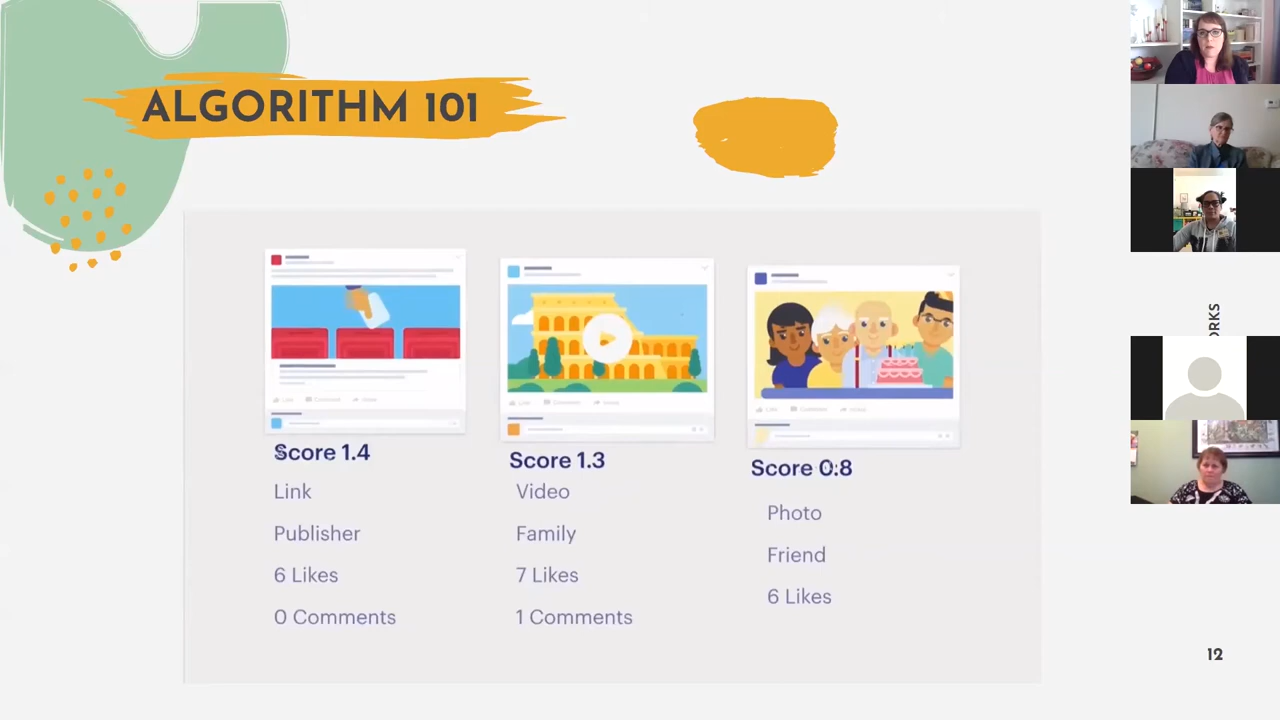 ALGORITHM 101
Score 1.4
Link
Publisher
6 Likes
0 Comments
Score 1.3
Video
Family
7 Likes
1 Comments
Score 0.8
Photo
Friend
6 Likes
ORKS
12